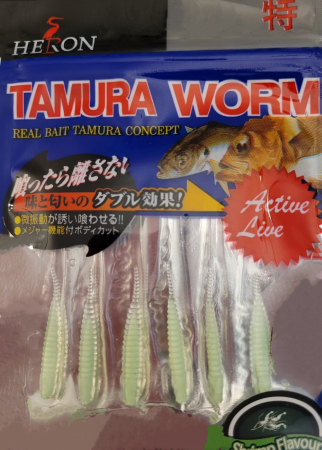 特
HERON
TAMURA WORM
REAL BAIT TAMURA CONCEPT
喰ったら離さない
味と匂いのダブル効果!
●微振動が誘い喰わせる!!
●メジャー機能付ボディカット
Active
Live
Shrimp Flavour